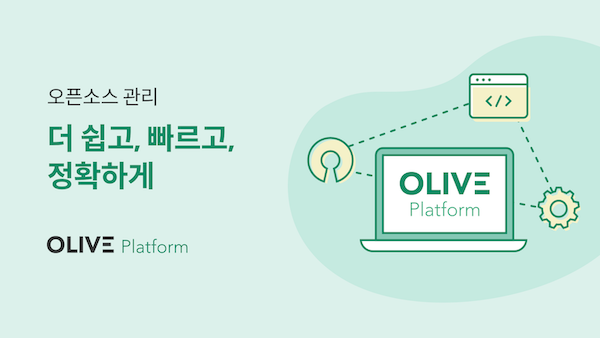 오픈소스 관리
더 쉽고, 빠르고,
정확하게
OLIVE Platform
</>
OLIVE
Platform